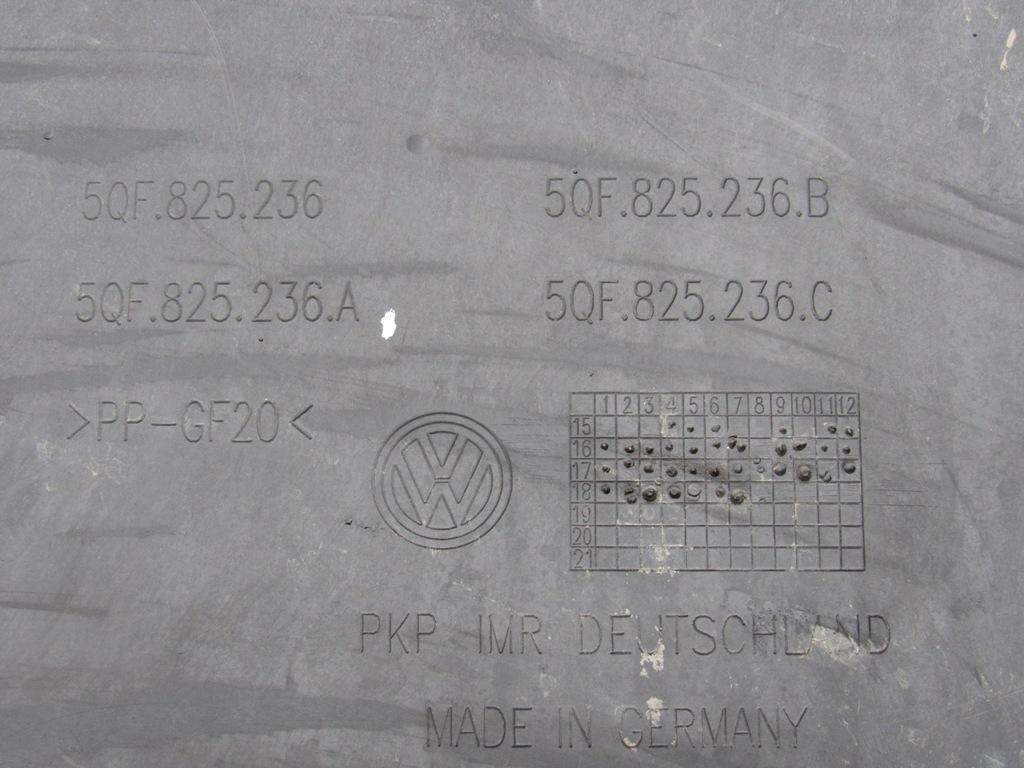 5QF.825.236 5QF.825.236.B
5QF.825.236.A 5QF.825.236.C
>PP-GF20<
VW
1 2 3 4 5 6 7 8 9 10 11 12
15
16
17
18
19
20
21
PKP IMR DEUTSCHLAND
MADE IN GERMANY